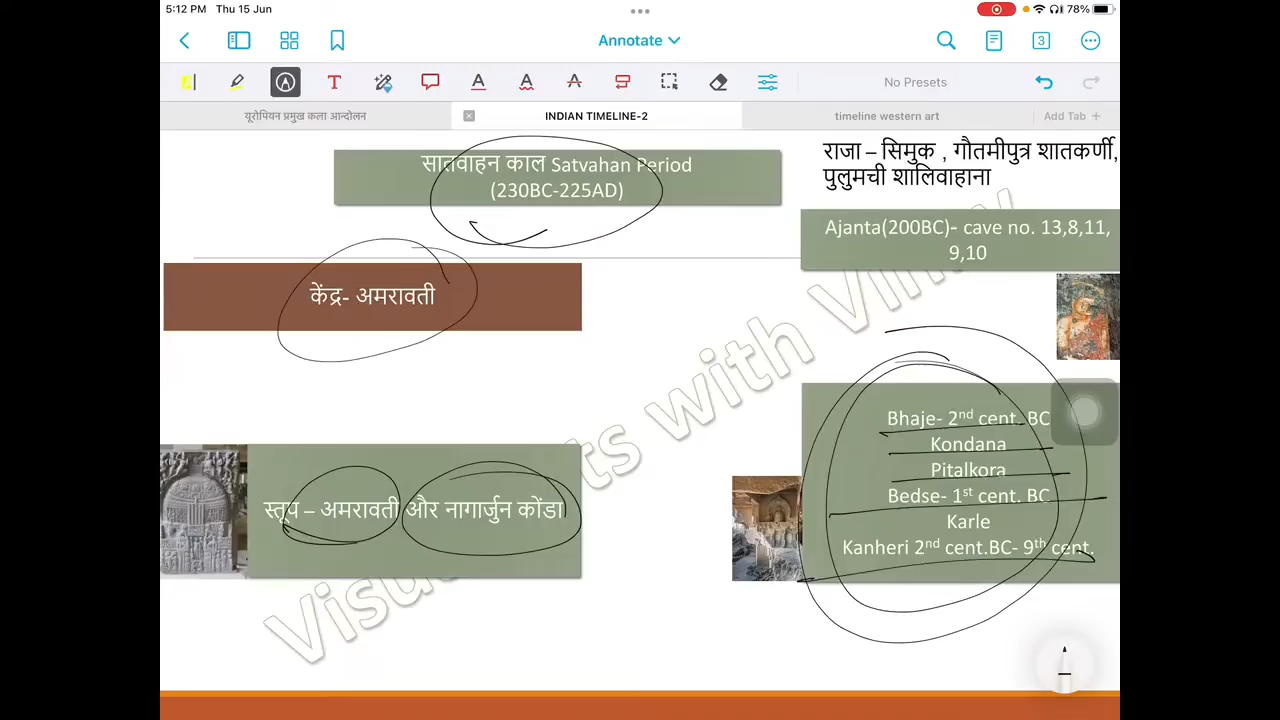 5:12 PM Thu 15 Jun
78%
Annotate
3
No Presets
यूरोपियन प्रमुख कला आन्दोलन
INDIAN TIMELINE-2
timeline western art
Add Tab +
सातवाहन काल Satvahan Period
(230BC-225AD)
राजा – सिमुक , गौतमीपुत्र शातकर्णी,
पुलुमची शालिवाहाना
Ajanta(200BC)- cave no. 13,8,11,
9,10
केंद्र- अमरावती
स्तूप – अमरावती और नागार्जुन कोंडा
Bhaje- 2nd cent. BC
Kondana
Pitalkora
Bedse- 1st cent. BC
Karle
Kanheri 2nd cent.BC- 9th cent.